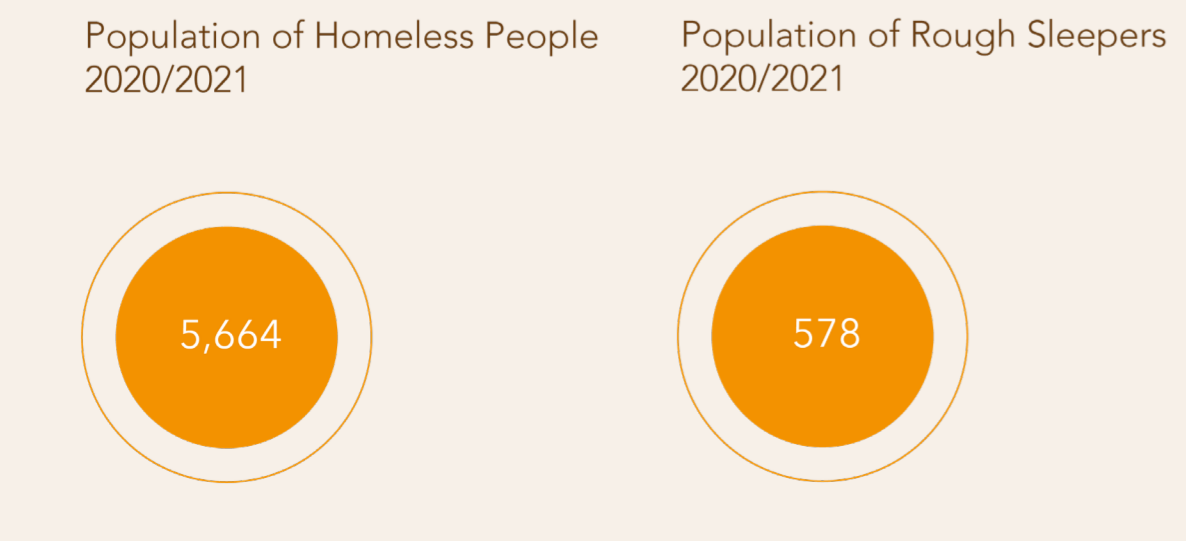 Population of Homeless People
2020/2021
5,664
Population of Rough Sleepers
2020/2021
578